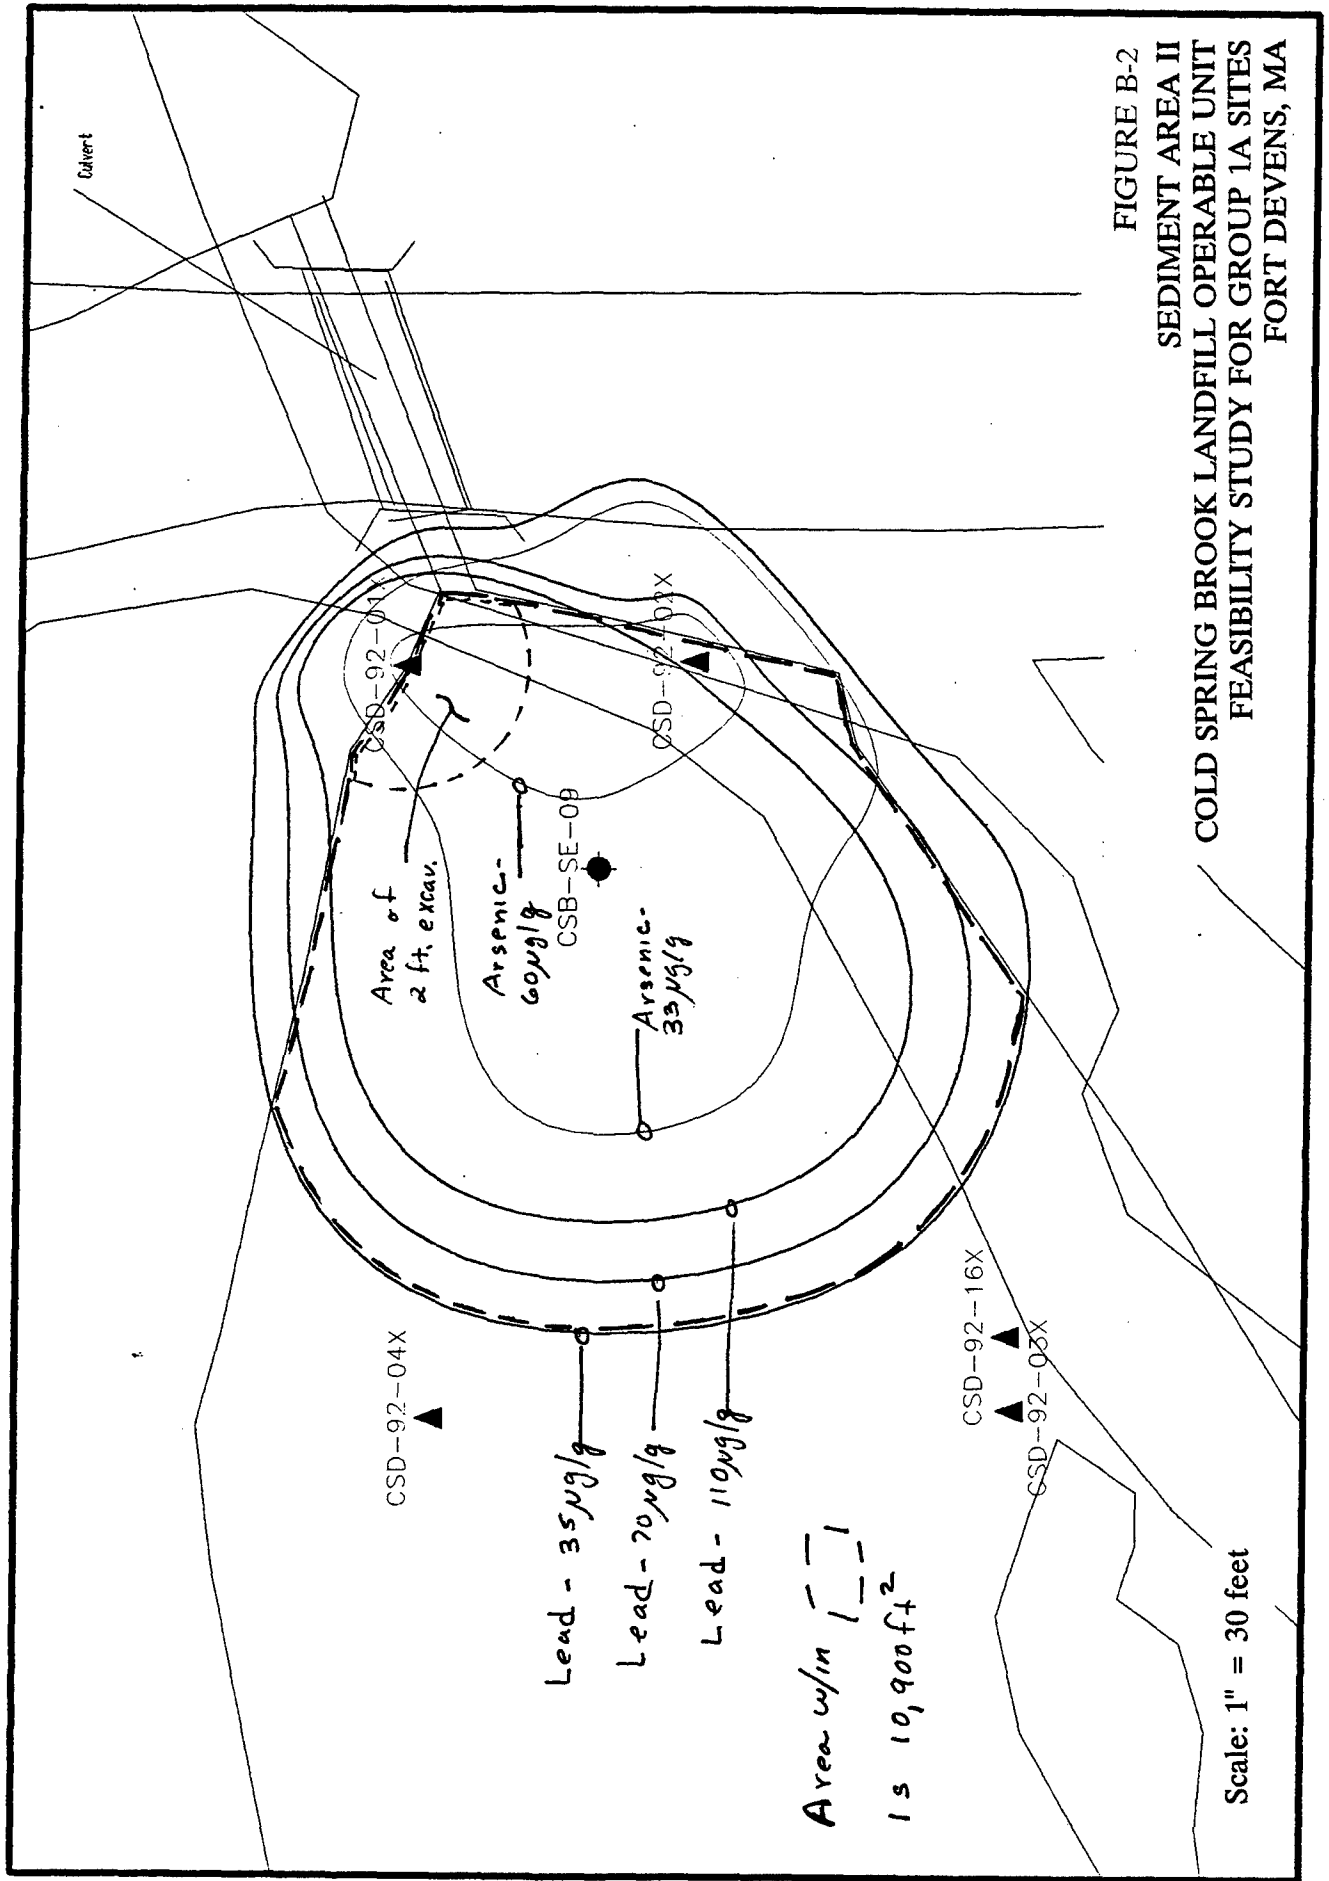 Culvert
CSD-92-01X
CSD-92-02X
Area of
2 ft. excav.
Arsenic-
60µg/g
CSB-SE-09
Arsenic-
33µg/g
CSD-92-04X
CSD-92-16X
CSD-92-03X
Lead - 35µg/g
Lead - 70µg/g
Lead - 110µg/g
Area w/in
is 10,900ft²
Scale: 1" = 30 feet
FIGURE B-2
SEDIMENT AREA II
COLD SPRING BROOK LANDFILL OPERABLE UNIT
FEASIBILITY STUDY FOR GROUP 1A SITES
FORT DEVENS, MA